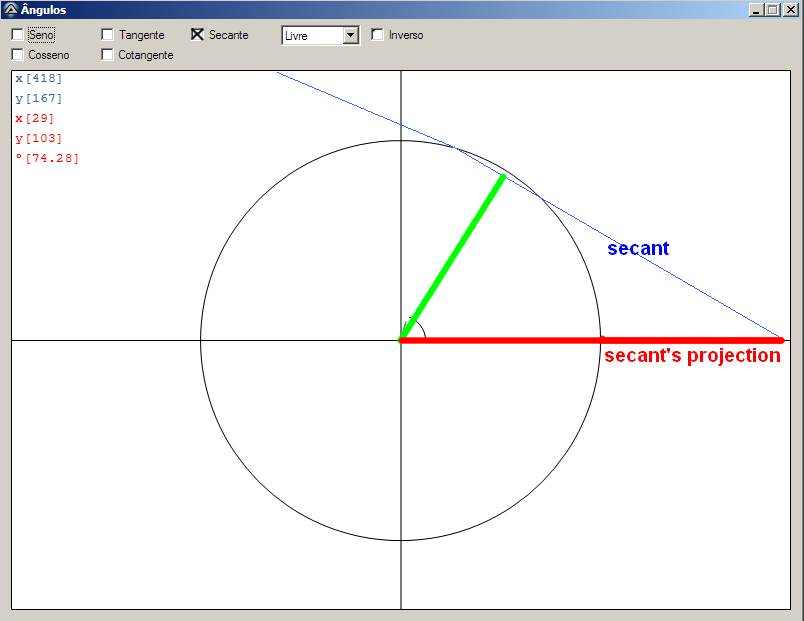 Ângulos
Seno Tangente Secante Livre Inverso
Cosseno Cotangente
x[418]
y[167]
x[29]
y[103]
°[74.28]
secant
secant's projection